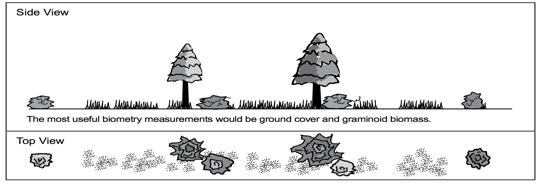 Side View
The most useful biometry measurements would be ground cover and graminoid biomass.
Top View